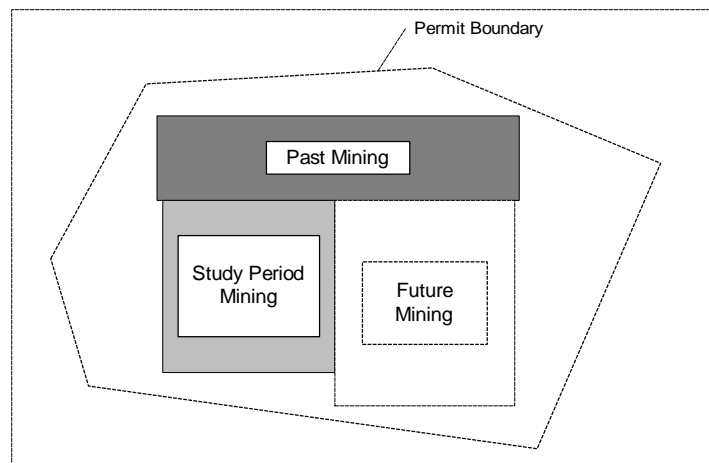 Permit Boundary
Past Mining
Study Period
Mining
Future
Mining